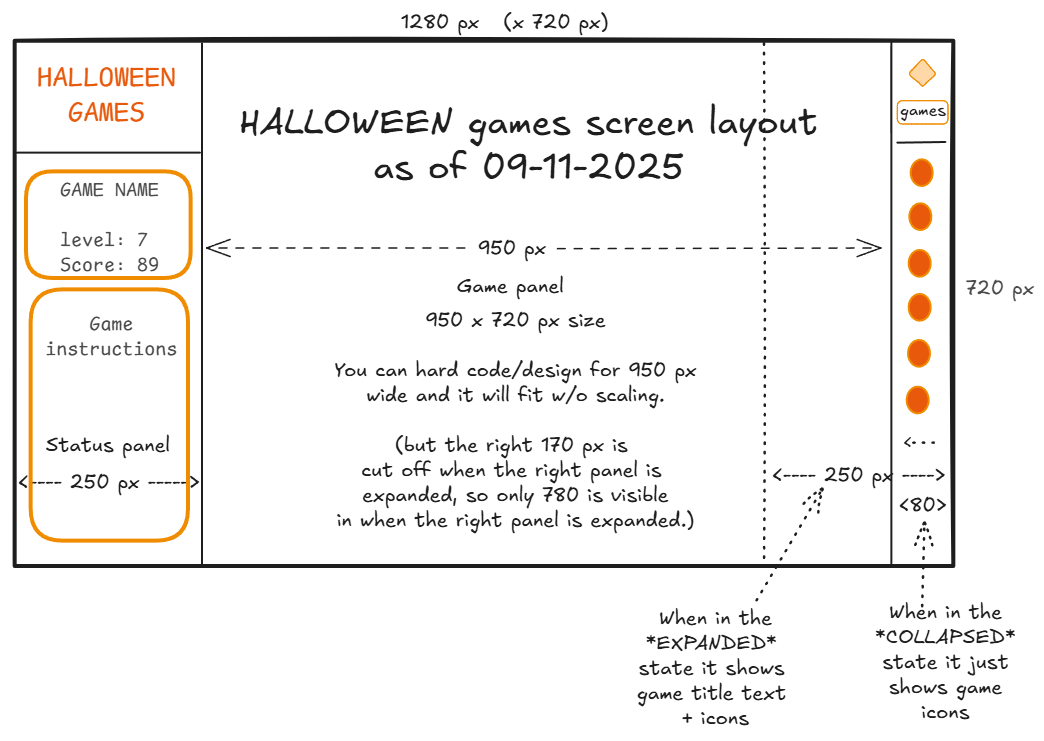 1280 px (x 720 px)
HALLOWEEN
GAMES
GAME NAME
level: 7
Score: 89
Game
instructions
Status panel
250 px
HALLOWEEN games screen layout
as of 09-11-2025
950 px
Game panel
950 x 720 px size
You can hard code/design for 950 px
wide and it will fit w/o scaling.
(but the right 170 px is
cut off when the right panel is
expanded, so only 780 is visible
in when the right panel is expanded.)
games
250 px
<80>
720 px
When in the
*EXPANDED*
state it shows
game title text
+ icons
When in the
*COLLAPSED*
state it just
shows game
icons